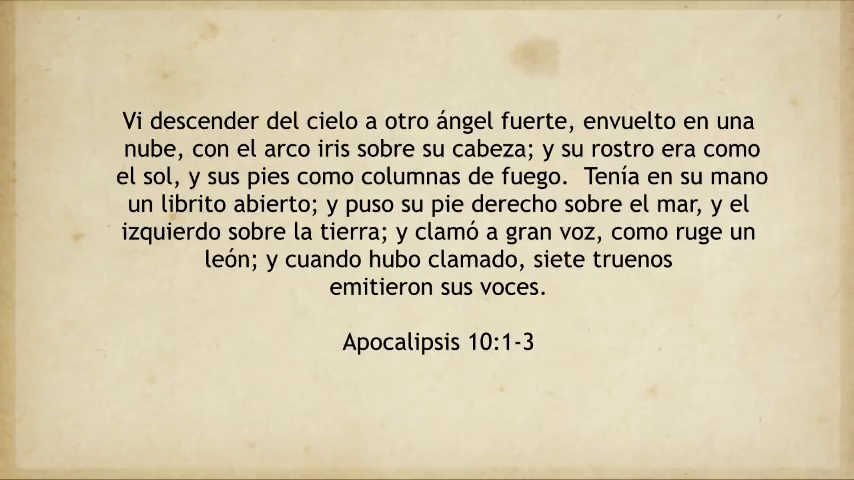 Vi descender del cielo a otro ángel fuerte, envuelto en una
nube, con el arco iris sobre su cabeza; y su rostro era como
el sol, y sus pies como columnas de fuego.  Tenía en su mano
un librito abierto; y puso su pie derecho sobre el mar, y el
izquierdo sobre la tierra; y clamó a gran voz, como ruge un
león; y cuando hubo clamado, siete truenos
emitieron sus voces.
Apocalipsis 10:1-3